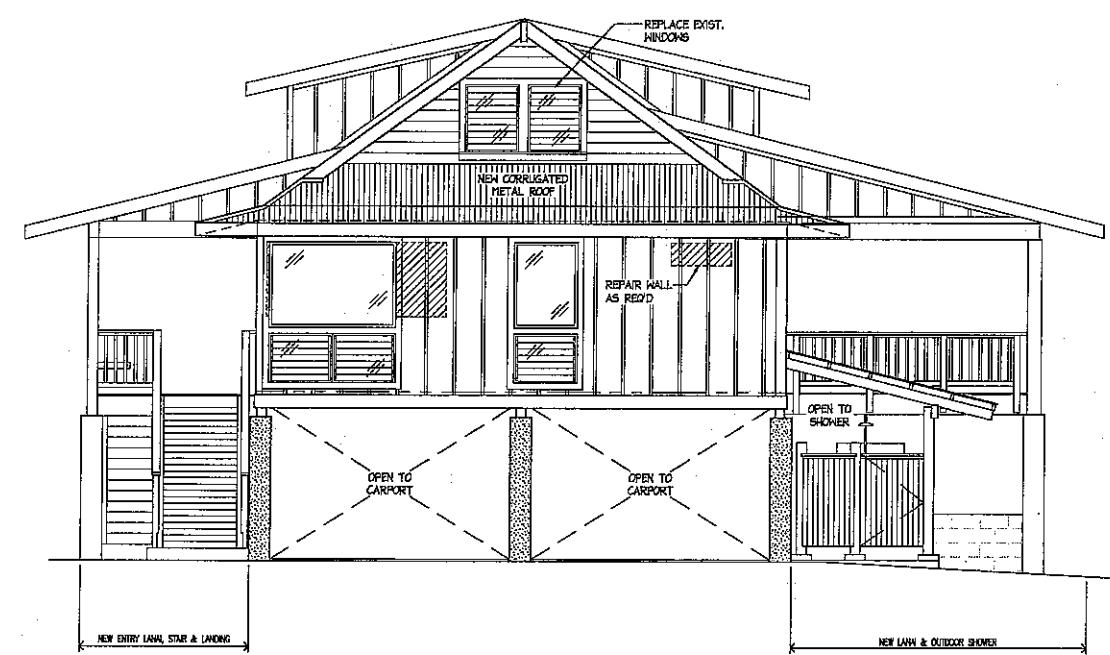 REPLACE EXIST.
WINDOWS
NEW CORRUGATED
METAL ROOF
REPAIR WALL
AS REQ'D
OPEN TO
SHOWER
OPEN TO
CARPORT
OPEN TO
CARPORT
NEW ENTRY LANAI, STAIR & LANDING
NEW LANAI & OUTDOOR SHOWER